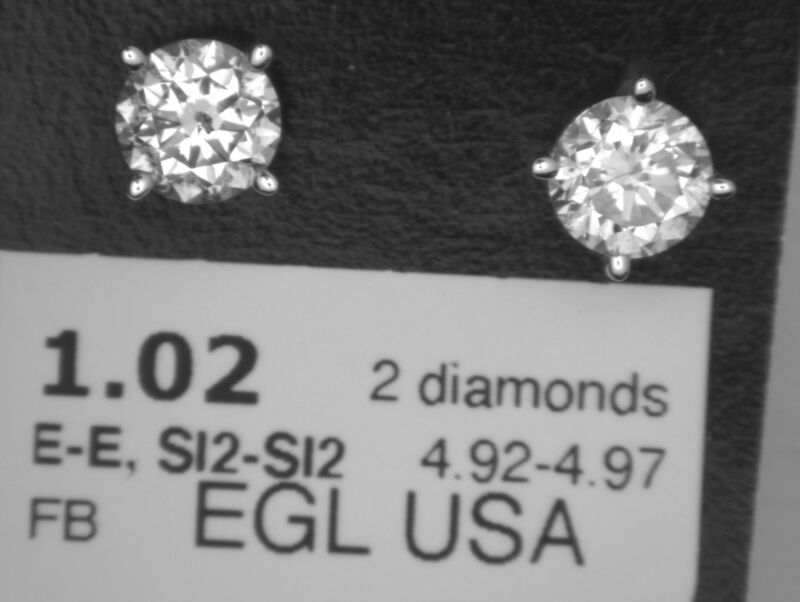 1.02 2 diamonds
E-E, SI2-SI2 4.92-4.97
FB EGL USA